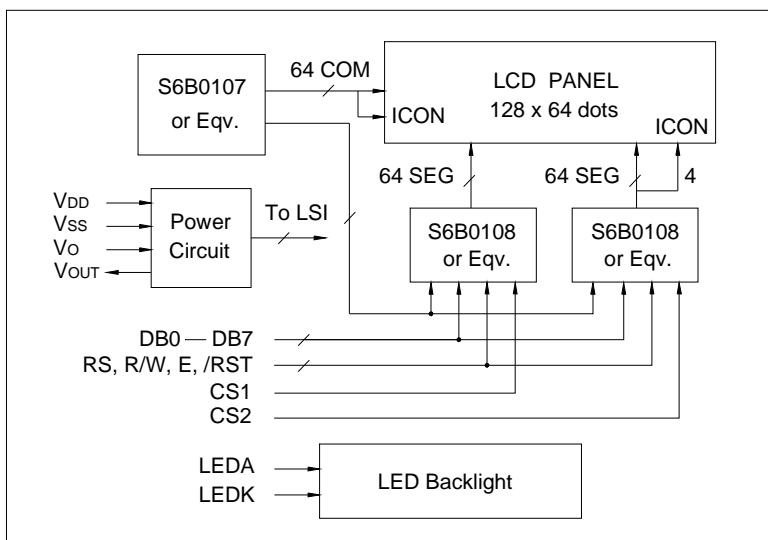 S6B0107
or Eqv.
64 COM
ICON
LCD PANEL
128 x 64 dots
ICON
64 SEG
64 SEG
4
VDD
VSS
VO
VOUT
Power
Circuit
To LSI
S6B0108
or Eqv.
S6B0108
or Eqv.
DB0 — DB7
RS, R/W, E, /RST
CS1
CS2
LEDA
LEDK
LED Backlight